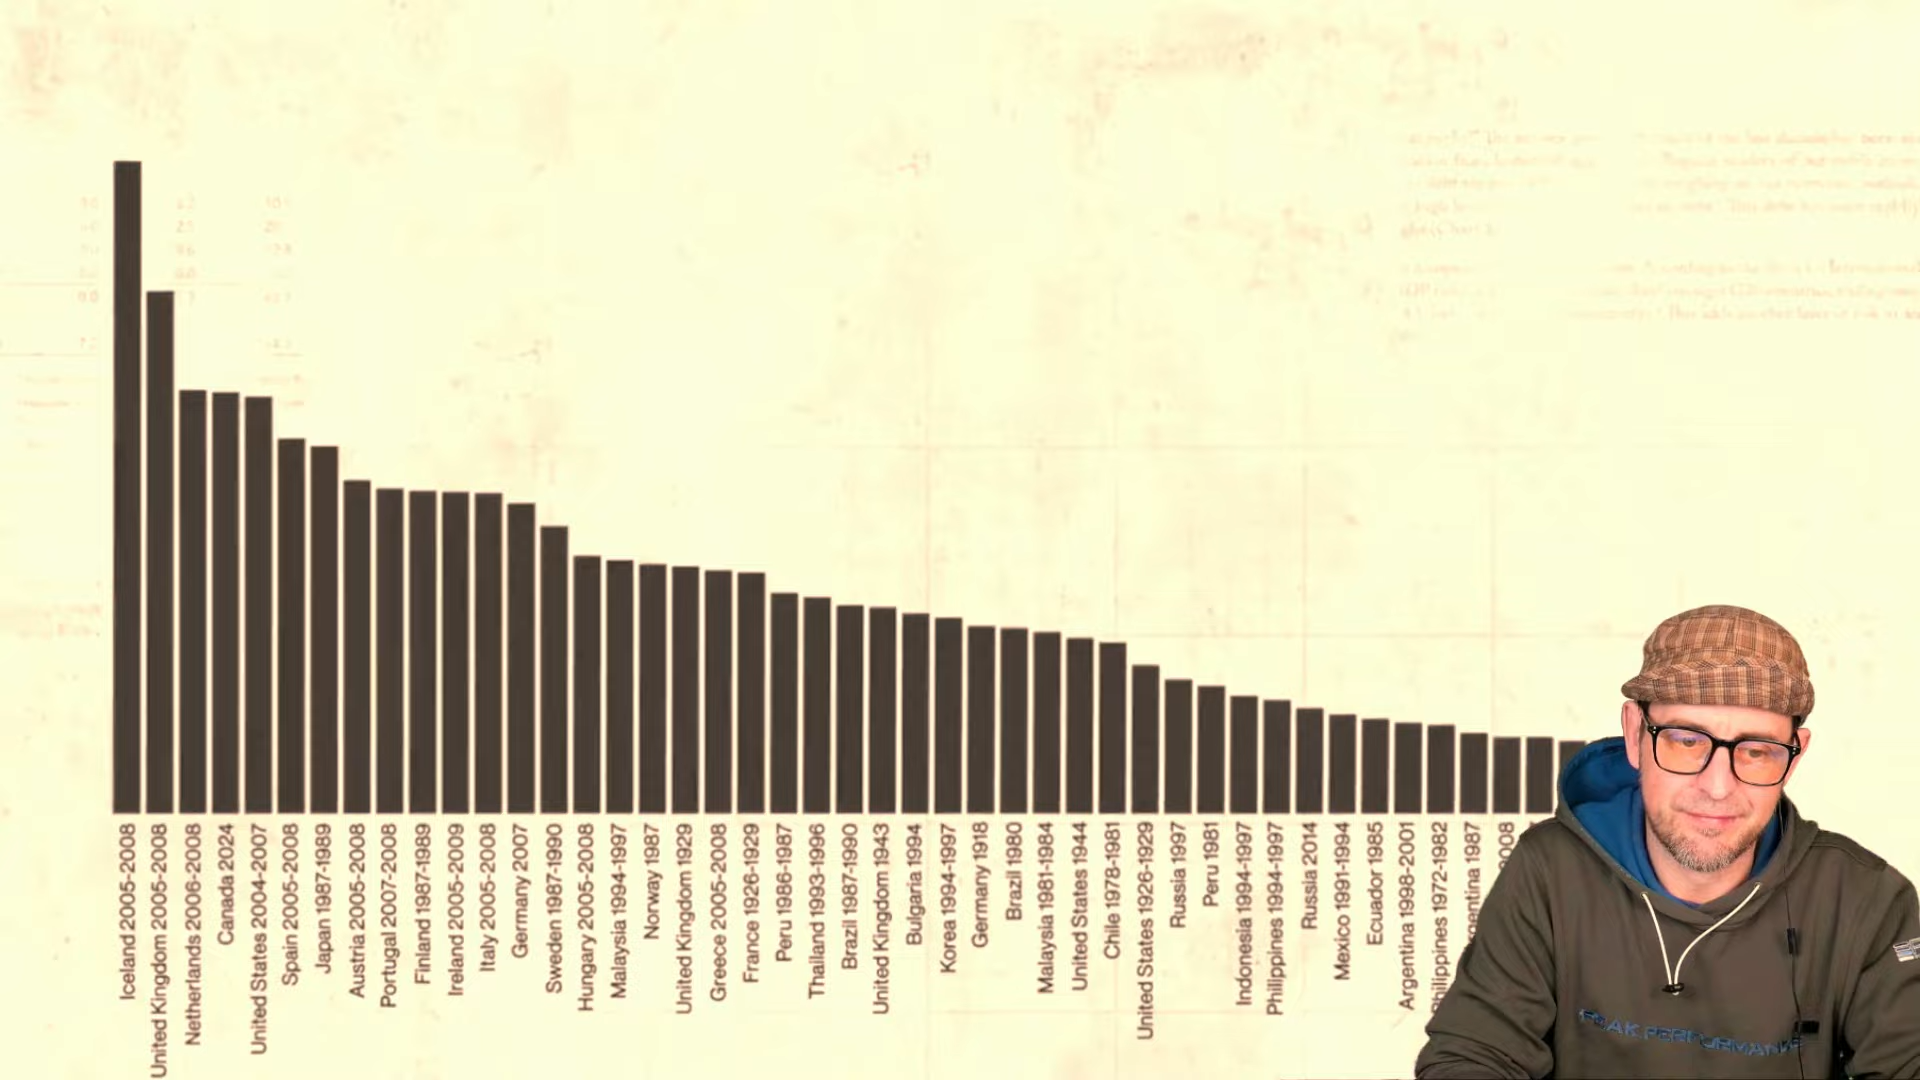 Iceland 2005-2008
United Kingdom 2005-2008
Netherlands 2006-2008
Canada 2024
United States 2004-2007
Spain 2005-2008
Japan 1987-1989
Austria 2005-2008
Portugal 2007-2008
Finland 1987-1989
Ireland 2005-2009
Italy 2005-2008
Germany 2007
Sweden 1987-1990
Hungary 2005-2008
Malaysia 1994-1997
Norway 1987
United Kingdom 1929
Greece 2005-2008
France 1926-1929
Peru 1986-1987
Thailand 1993-1996
Brazil 1987-1990
United Kingdom 1943
Bulgaria 1994
Korea 1994-1997
Germany 1918
Brazil 1980
Malaysia 1981-1984
United States 1944
Chile 1978-1981
United States 1926-1929
Russia 1997
Peru 1981
Indonesia 1994-1997
Philippines 1994-1997
Russia 2014
Mexico 1991-1994
Ecuador 1985
Argentina 1998-2001
Philippines 1972-1982
1987
2008
PEAK PERFORMANCE